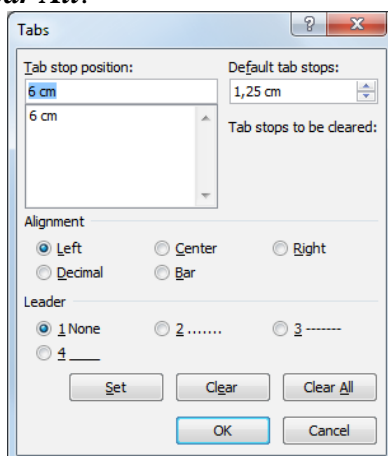 Tabs
Tab stop position: Default tab stops:
6 cm 1,25 cm
6 cm
Tab stops to be cleared:
Alignment
Left Center Right
Decimal Bar
Leader
1 None 2 ....... 3 -------
4 ____
Set Clear Clear All
OK Cancel